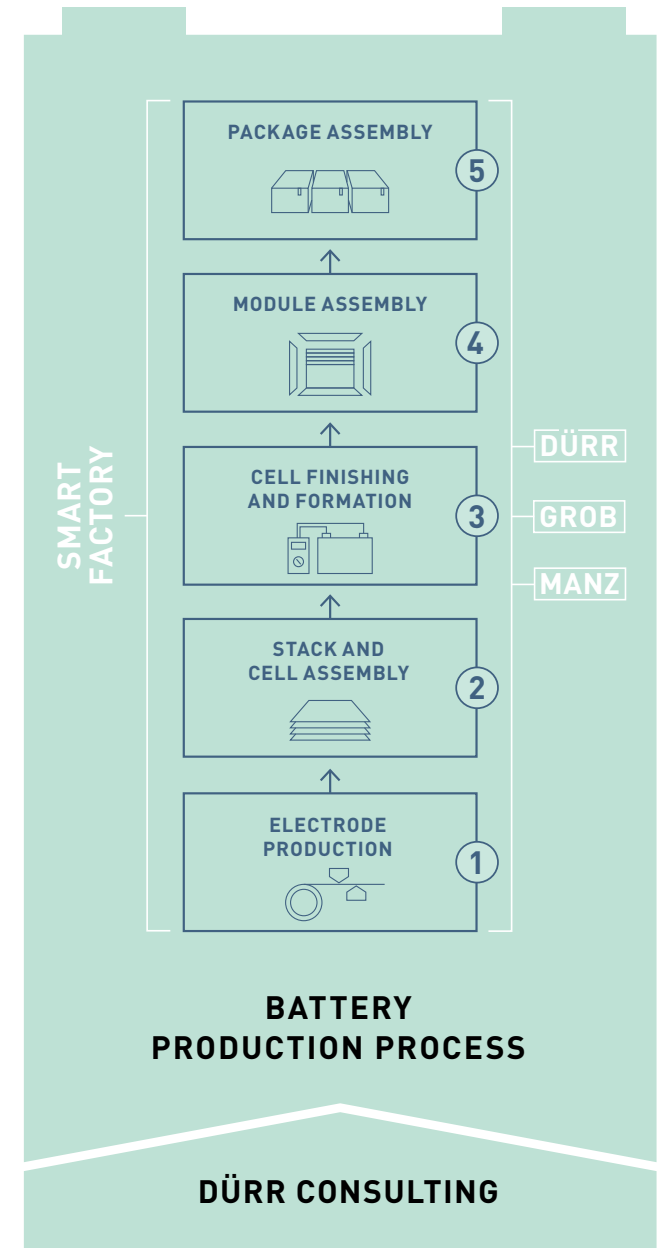 PACKAGE ASSEMBLY
5
MODULE ASSEMBLY
4
CELL FINISHING
AND FORMATION
3
STACK AND
CELL ASSEMBLY
2
ELECTRODE
PRODUCTION
1
SMART
FACTORY
DÜRR
GROB
MANZ
BATTERY
PRODUCTION PROCESS
DÜRR CONSULTING